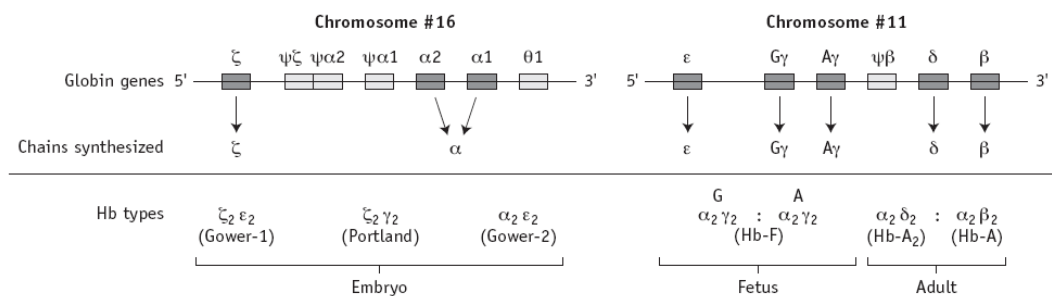 Chromosome #16 Chromosome #11
ζ ψζ ψα2 ψα1 α2 α1 θ1 ε Gγ Aγ ψβ δ β
Globin genes 5' 3' 5' 3'
Chains synthesized ζ α ε Gγ Aγ δ β
G A
Hb types ζ₂ ε₂ ζ₂ γ₂ α₂ ε₂ α₂ γ₂ : α₂ γ₂ α₂ δ₂ : α₂ β₂
(Gower-1) (Portland) (Gower-2) (Hb-F) (Hb-A₂) (Hb-A)
Embryo Fetus Adult